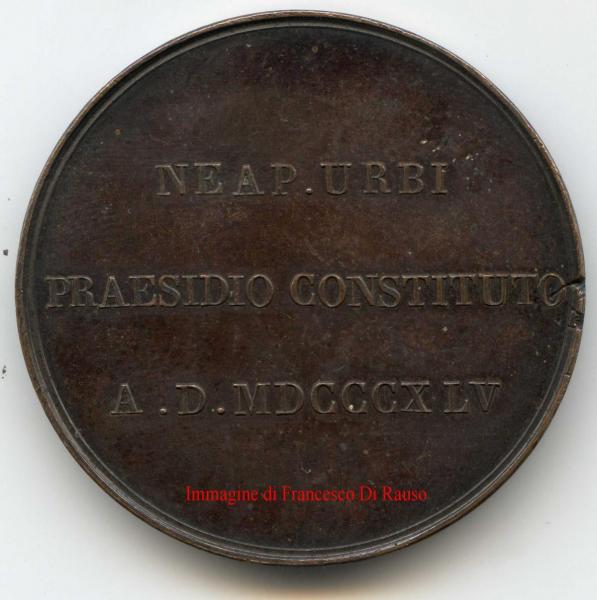 NEAP. URBI
PRAESIDIO CONSTITUTO
A. D. MDCCCXLV
Immagine di Francesco Di Rauso